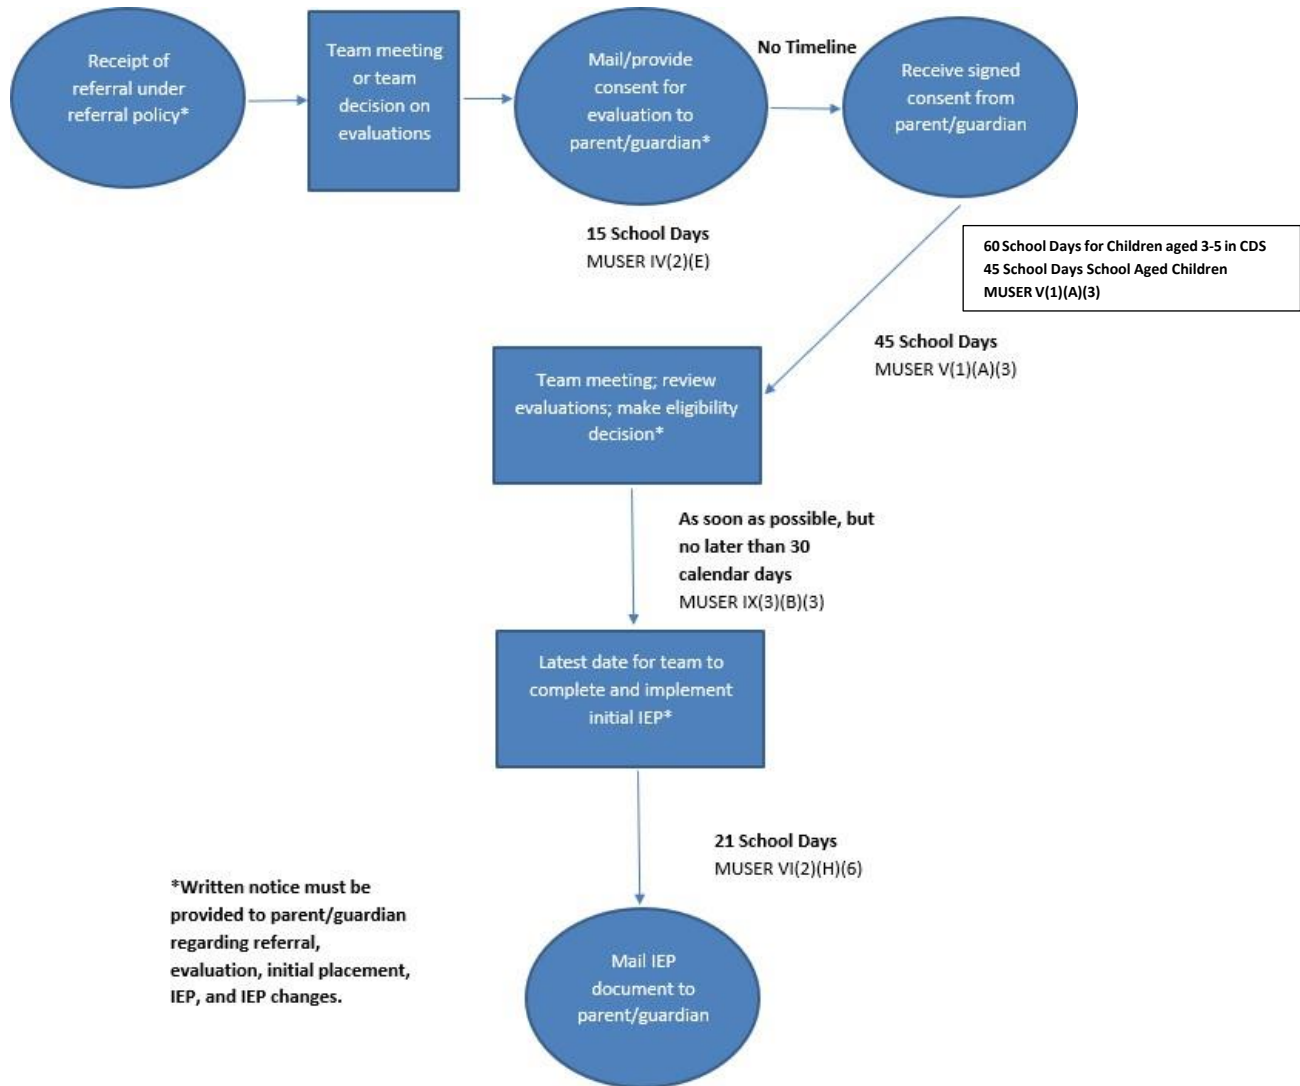 Receipt of
referral under
referral policy*
Team meeting
or team
decision on
evaluations
Mail/provide
consent for
evaluation to
parent/guardian*
No Timeline
Receive signed
consent from
parent/guardian
15 School Days
MUSER IV(2)(E)
60 School Days for Children aged 3-5 in CDS
45 School Days School Aged Children
MUSER V(1)(A)(3)
45 School Days
MUSER V(1)(A)(3)
Team meeting; review
evaluations; make eligibility
decision*
As soon as possible, but
no later than 30
calendar days
MUSER IX(3)(B)(3)
Latest date for team to
complete and implement
initial IEP*
21 School Days
MUSER VI(2)(H)(6)
*Written notice must be
provided to parent/guardian
regarding referral,
evaluation, initial placement,
IEP, and IEP changes.
Mail IEP
document to
parent/guardian